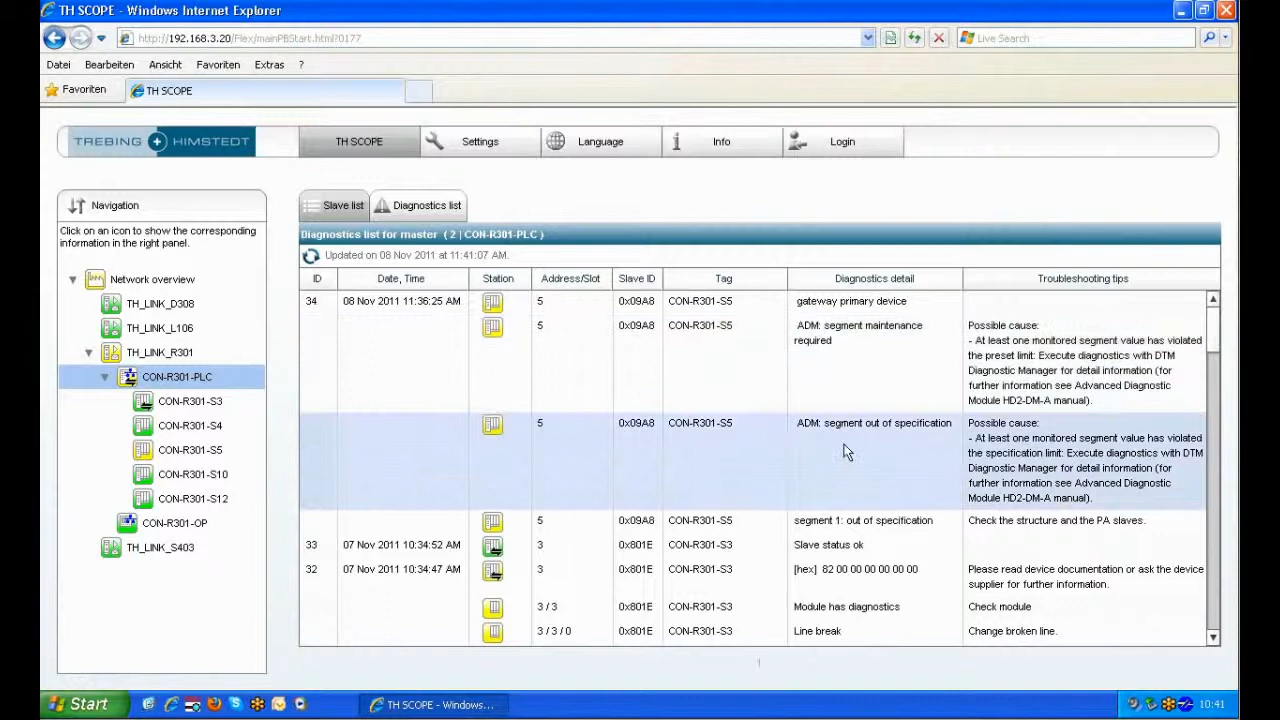 TH SCOPE - Windows Internet Explorer
http://192.168.3.20/Flex/mainPBStart.html?0177
Live Search
Datei Bearbeiten Ansicht Favoriten Extras ?
Favoriten TH SCOPE
TREBING + HIMSTEDT TH SCOPE Settings Language Info Login
Navigation
Click on an icon to show the corresponding
information in the right panel.
Network overview
TH_LINK_D308
TH_LINK_L106
TH_LINK_R301
CON-R301-PLC
CON-R301-S3
CON-R301-S4
CON-R301-S5
CON-R301-S10
CON-R301-S12
CON-R301-OP
TH_LINK_S403
Slave list Diagnostics list
Diagnostics list for master ( 2 | CON-R301-PLC )
Updated on 08 Nov 2011 at 11:41:07 AM.
ID Date, Time Station Address/Slot Slave ID Tag Diagnostics detail Troubleshooting tips
34 08 Nov 2011 11:36:25 AM 5 0x09A8 CON-R301-S5 gateway primary device
5 0x09A8 CON-R301-S5 ADM: segment maintenance Possible cause:
required - At least one monitored segment value has violated
the preset limit: Execute diagnostics with DTM
Diagnostic Manager for detail information (for
further information see Advanced Diagnostic
Module HD2-DM-A manual).
5 0x09A8 CON-R301-S5 ADM: segment out of specification Possible cause:
- At least one monitored segment value has violated
the specification limit: Execute diagnostics with DTM
Diagnostic Manager for detail information (for
further information see Advanced Diagnostic
Module HD2-DM-A manual).
5 0x09A8 CON-R301-S5 segment 1: out of specification Check the structure and the PA slaves.
33 07 Nov 2011 10:34:52 AM 3 0x801E CON-R301-S3 Slave status ok
32 07 Nov 2011 10:34:47 AM 3 0x801E CON-R301-S3 [hex] 82 00 00 00 00 00 00 Please read device documentation or ask the device
supplier for further information.
3 / 3 0x801E CON-R301-S3 Module has diagnostics Check module
3 / 3 / 0 0x801E CON-R301-S3 Line break Change broken line.
Start TH SCOPE - Windows... 10:41